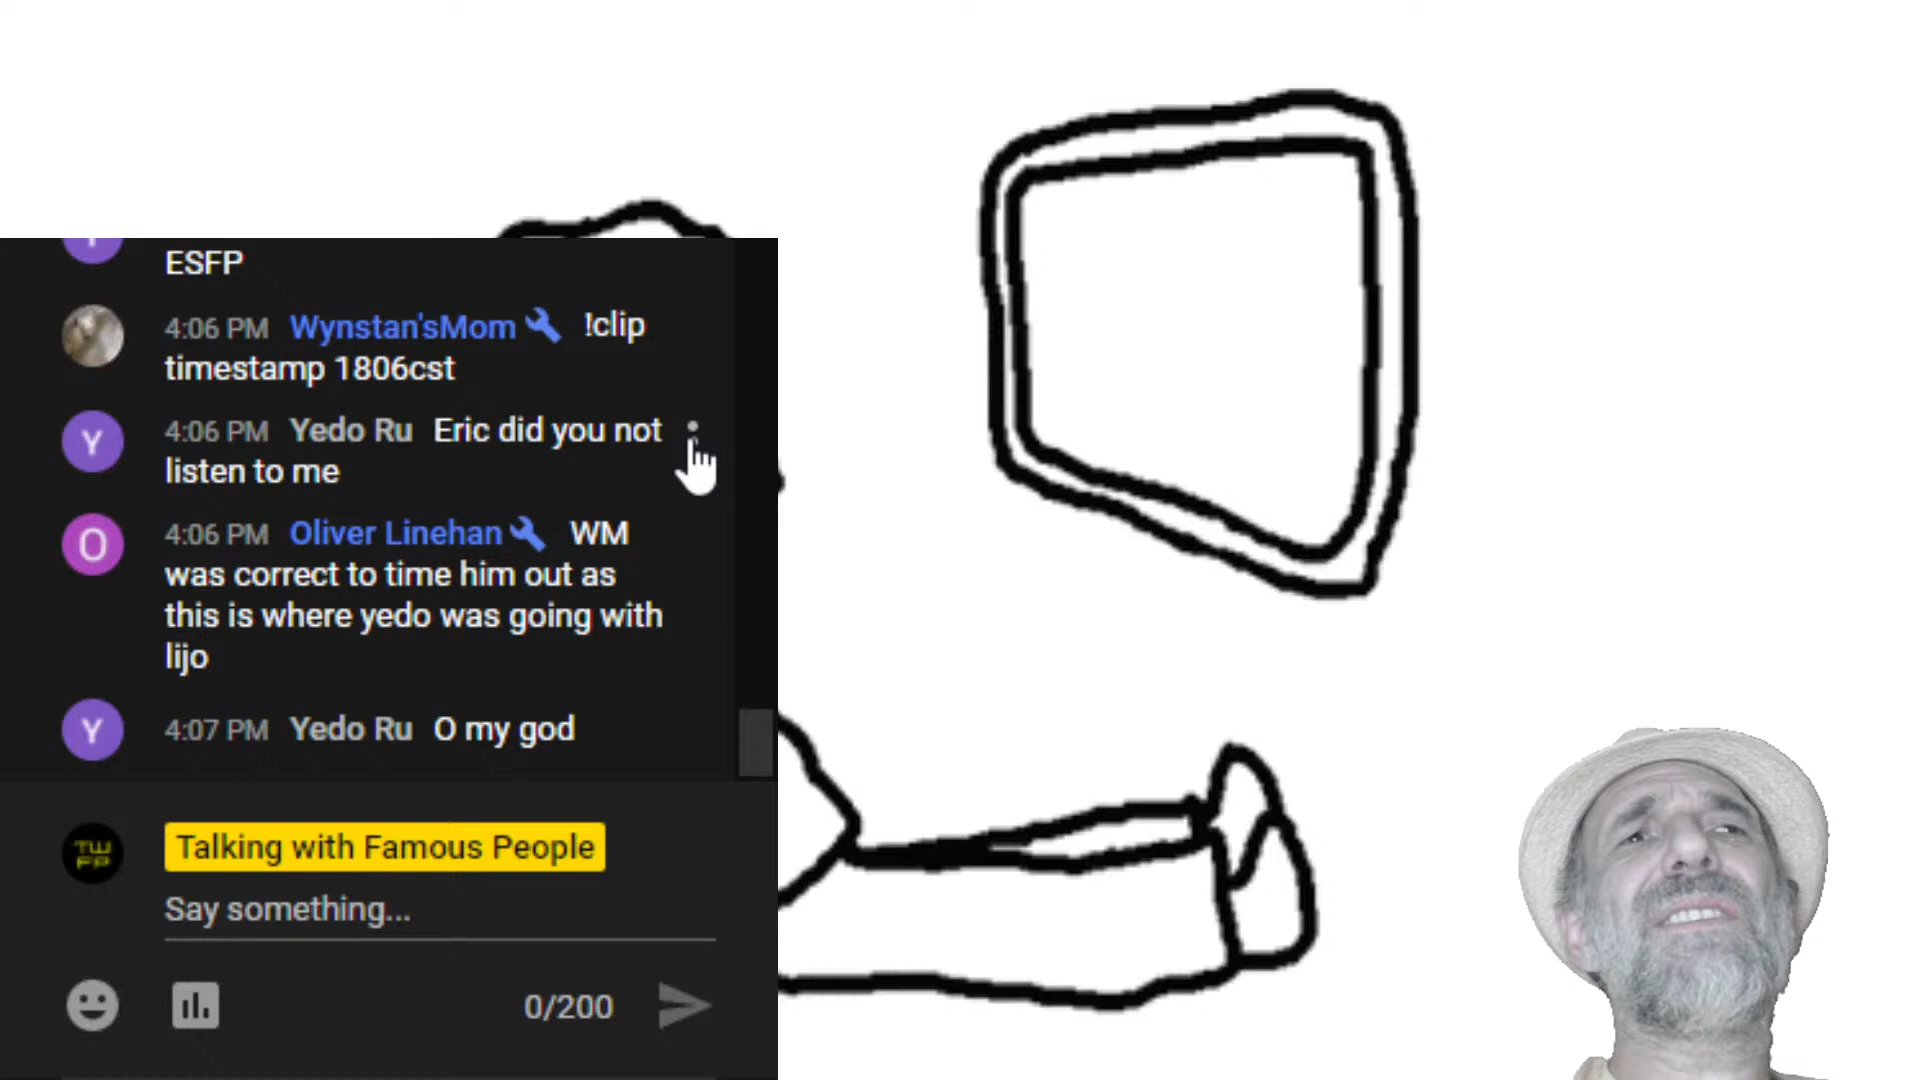 ESFP
4:06 PM Wynstan'sMom !clip
timestamp 1806cst
Y 4:06 PM Yedo Ru Eric did you not
listen to me
O 4:06 PM Oliver Linehan WM
was correct to time him out as
this is where yedo was going with
lijo
Y 4:07 PM Yedo Ru O my god
TW
FP
Talking with Famous People
Say something...
0/200